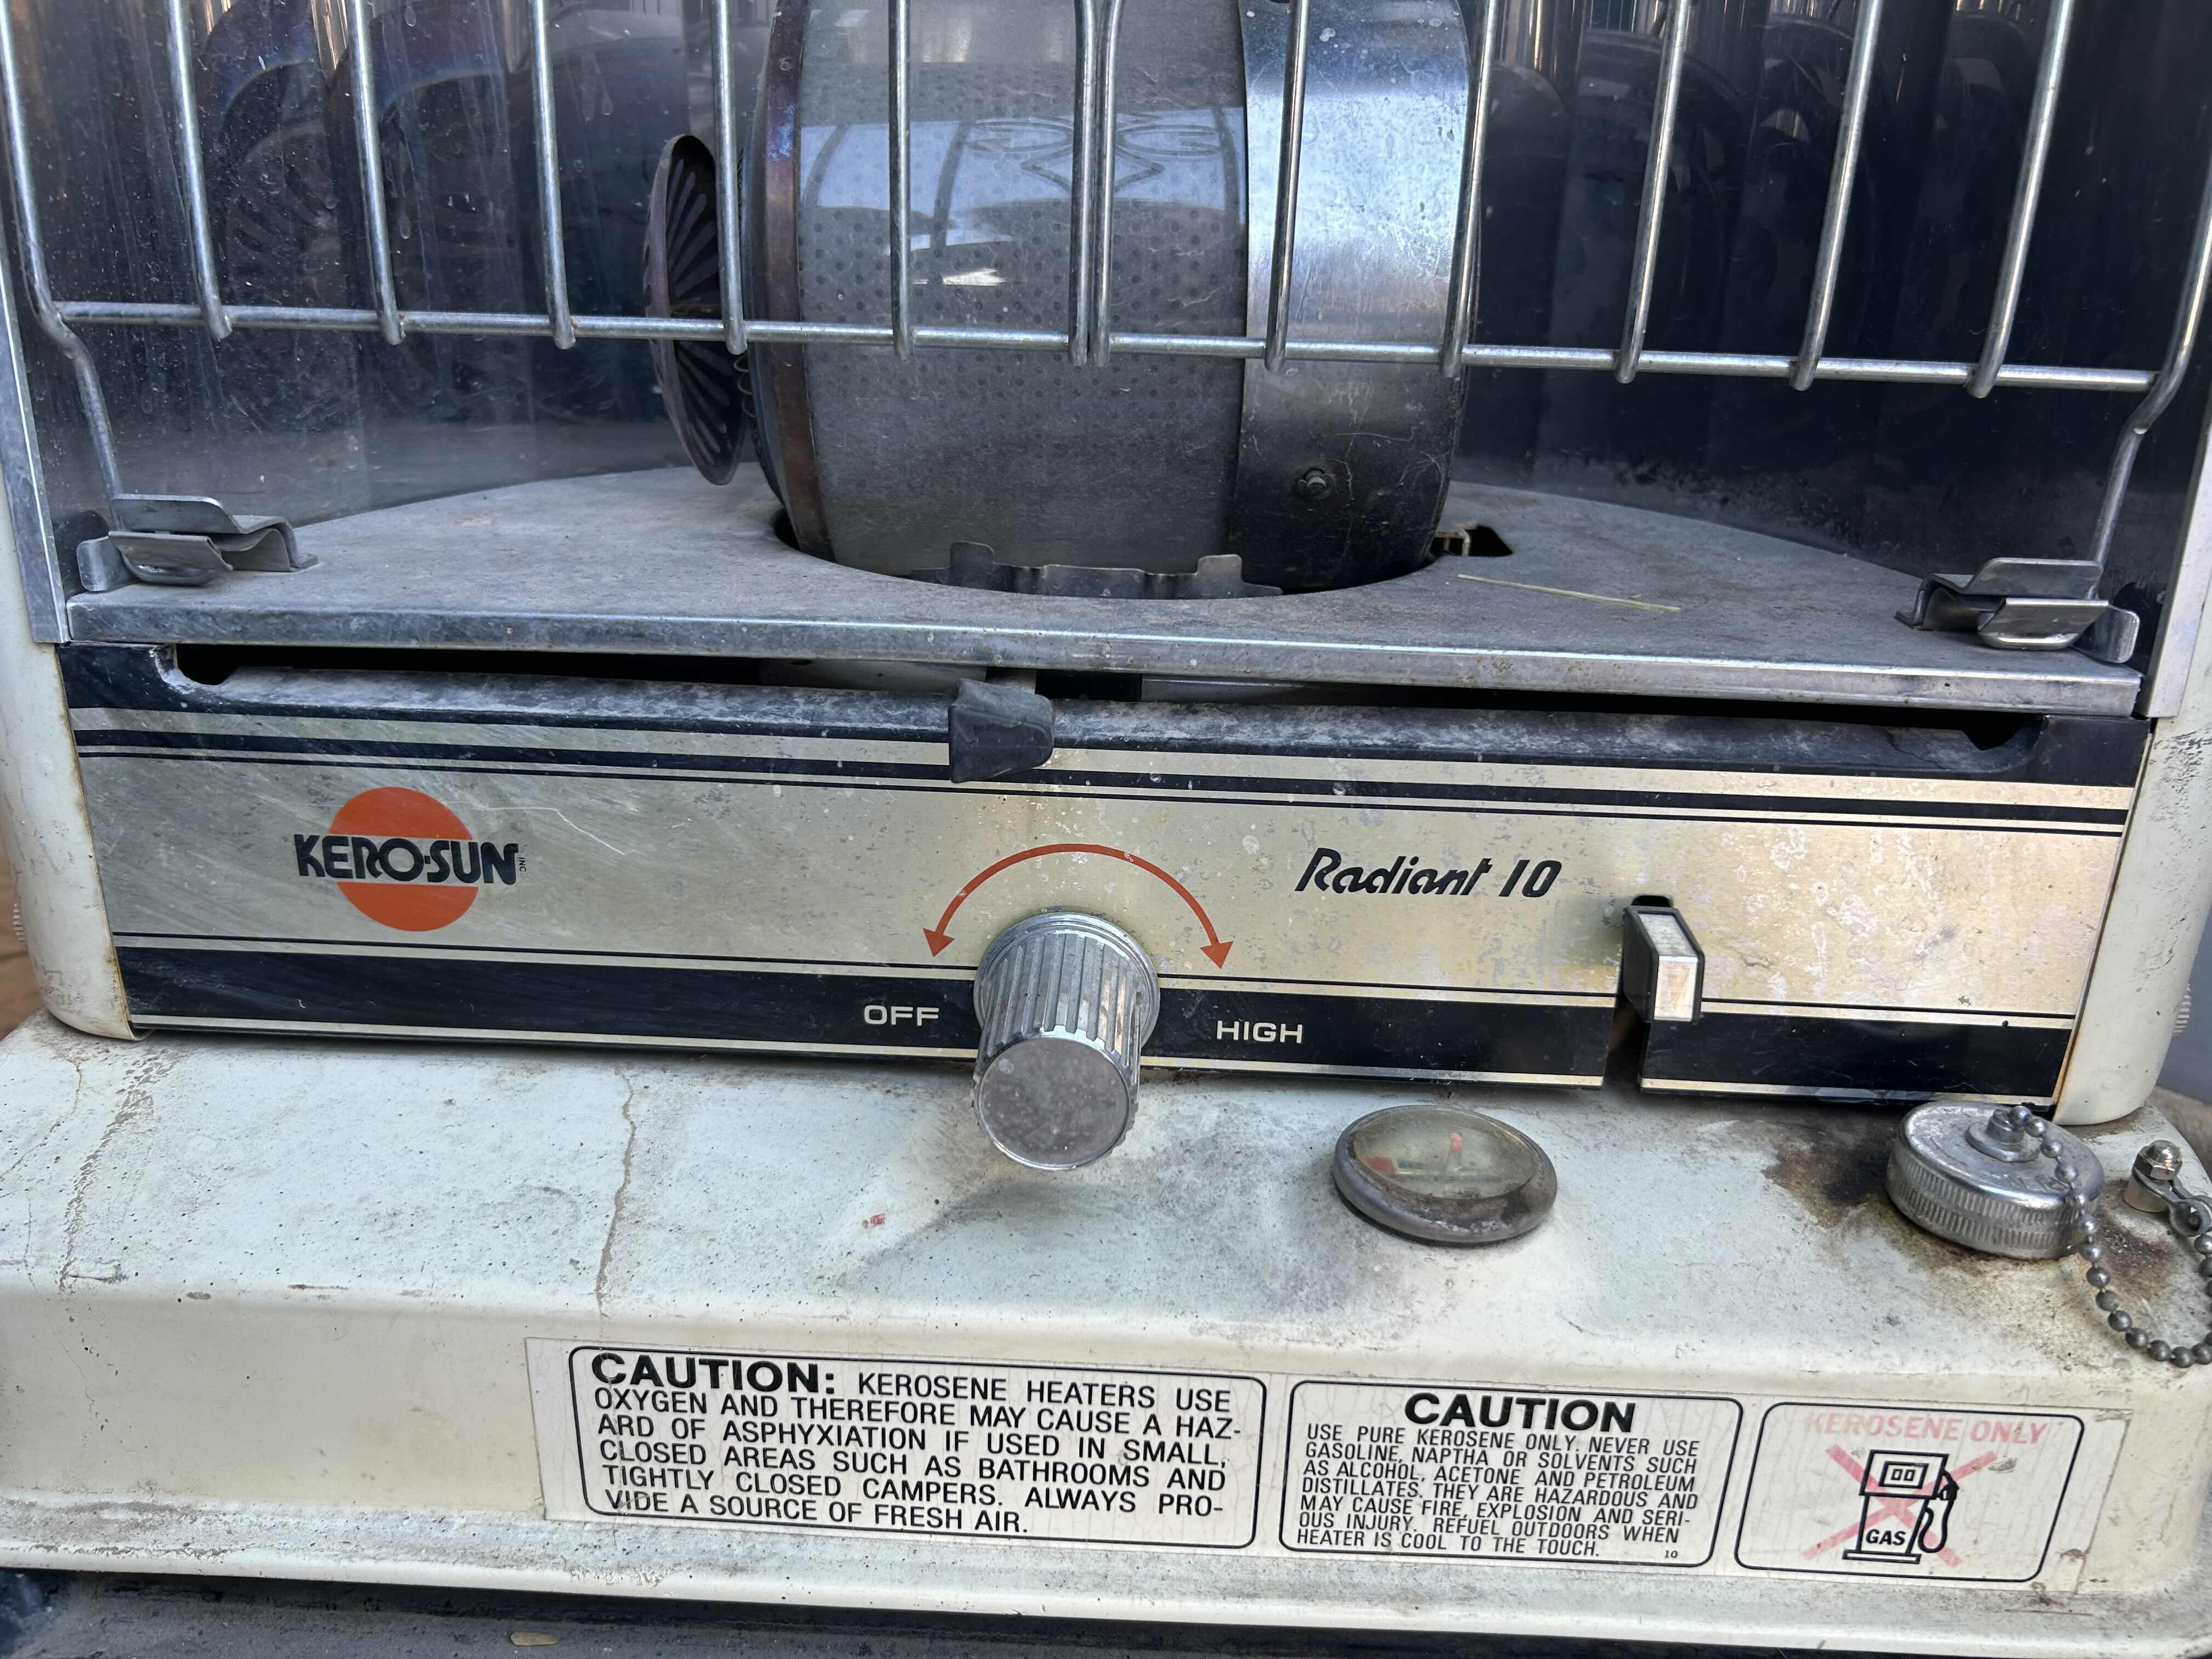 KERO·SUN INC
Radiant 10
OFF
HIGH
CAUTION: KEROSENE HEATERS USE
OXYGEN AND THEREFORE MAY CAUSE A HAZ-
ARD OF ASPHYXIATION IF USED IN SMALL,
CLOSED AREAS SUCH AS BATHROOMS AND
TIGHTLY CLOSED CAMPERS. ALWAYS PRO-
VIDE A SOURCE OF FRESH AIR.
CAUTION
USE PURE KEROSENE ONLY. NEVER USE
GASOLINE, NAPTHA OR SOLVENTS SUCH
AS ALCOHOL, ACETONE AND PETROLEUM
DISTILLATES. THEY ARE HAZARDOUS AND
MAY CAUSE FIRE, EXPLOSION AND SERI-
OUS INJURY. REFUEL OUTDOORS WHEN
HEATER IS COOL TO THE TOUCH.
10
KEROSENE ONLY
GAS